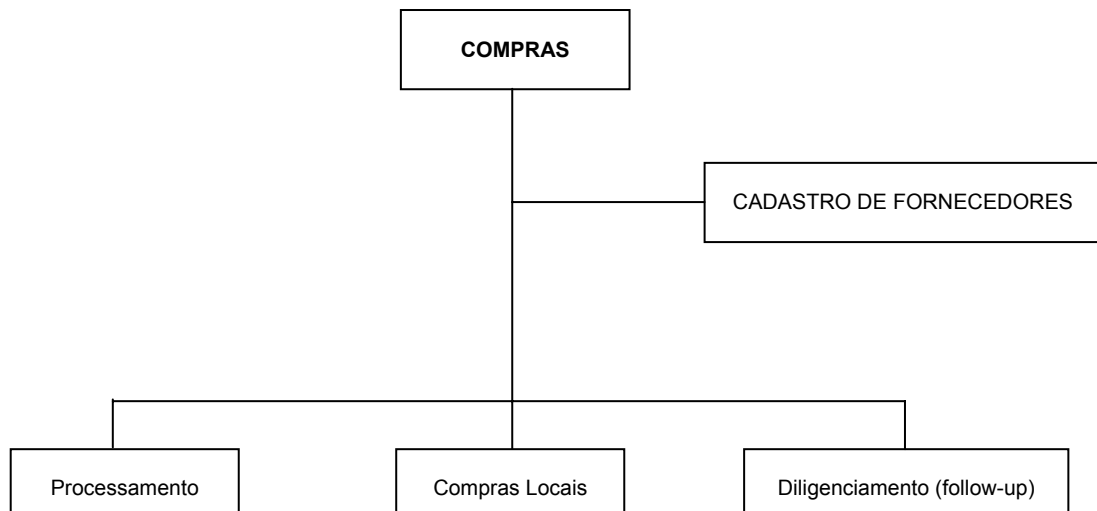 COMPRAS
CADASTRO DE FORNECEDORES
Processamento
Compras Locais
Diligenciamento (follow-up)